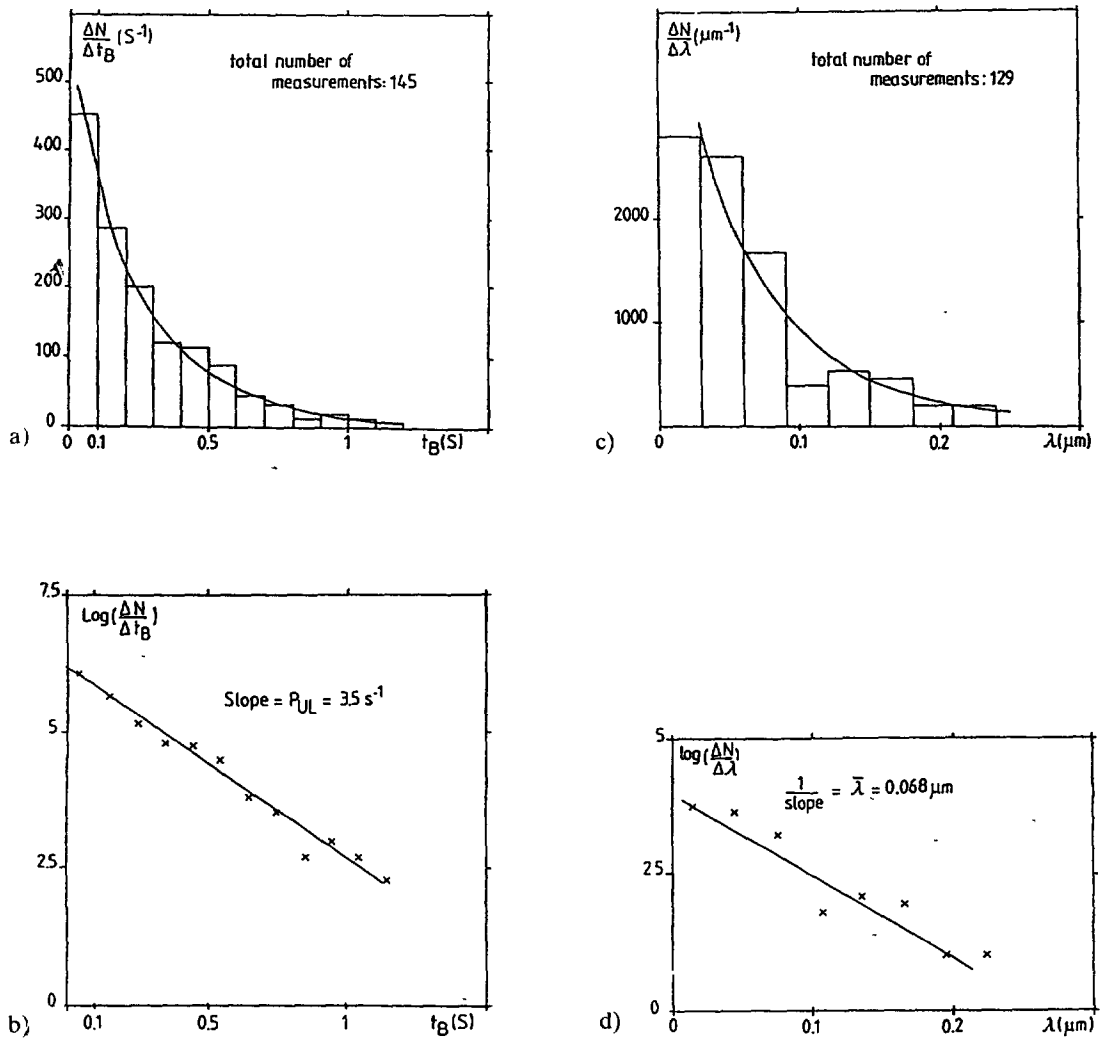 ΔN/Δt_B (S⁻¹)
total number of
measurements: 145
500
400
300
200
100
0
0 0.1 0.5 1 t_B(S)
a)
ΔN/Δλ (μm⁻¹)
total number of
measurements: 129
2000
1000
0 0.1 0.2 λ(μm)
c)
7.5
Log(ΔN/Δt_B)
Slope = P_UL = 3.5 s⁻¹
5
2.5
0
0.1 0.5 1 t_B(S)
b)
5
log(ΔN/Δλ)
1/slope = λ̄ = 0.068 μm
25
0
0 0.1 0.2 λ(μm)
d)